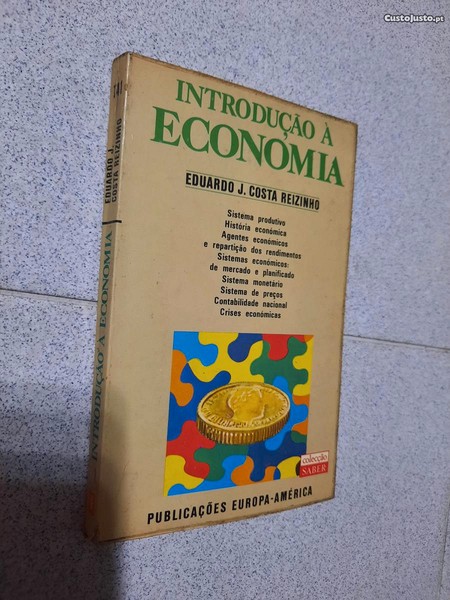 CustoJusto.pt
INTRODUÇÃO À
ECONOMIA
EDUARDO J. COSTA REIZINHO
Sistema produtivo
História económica
Agentes económicos
e repartição dos rendimentos
Sistemas económicos:
de mercado e planificado
Sistema monetário
Sistema de preços
Contabilidade nacional
Crises económicas
colecção
SABER
PUBLICAÇÕES EUROPA-AMÉRICA
141
EDUARDO J.
COSTA REIZINHO
INTRODUÇÃO À ECONOMIA